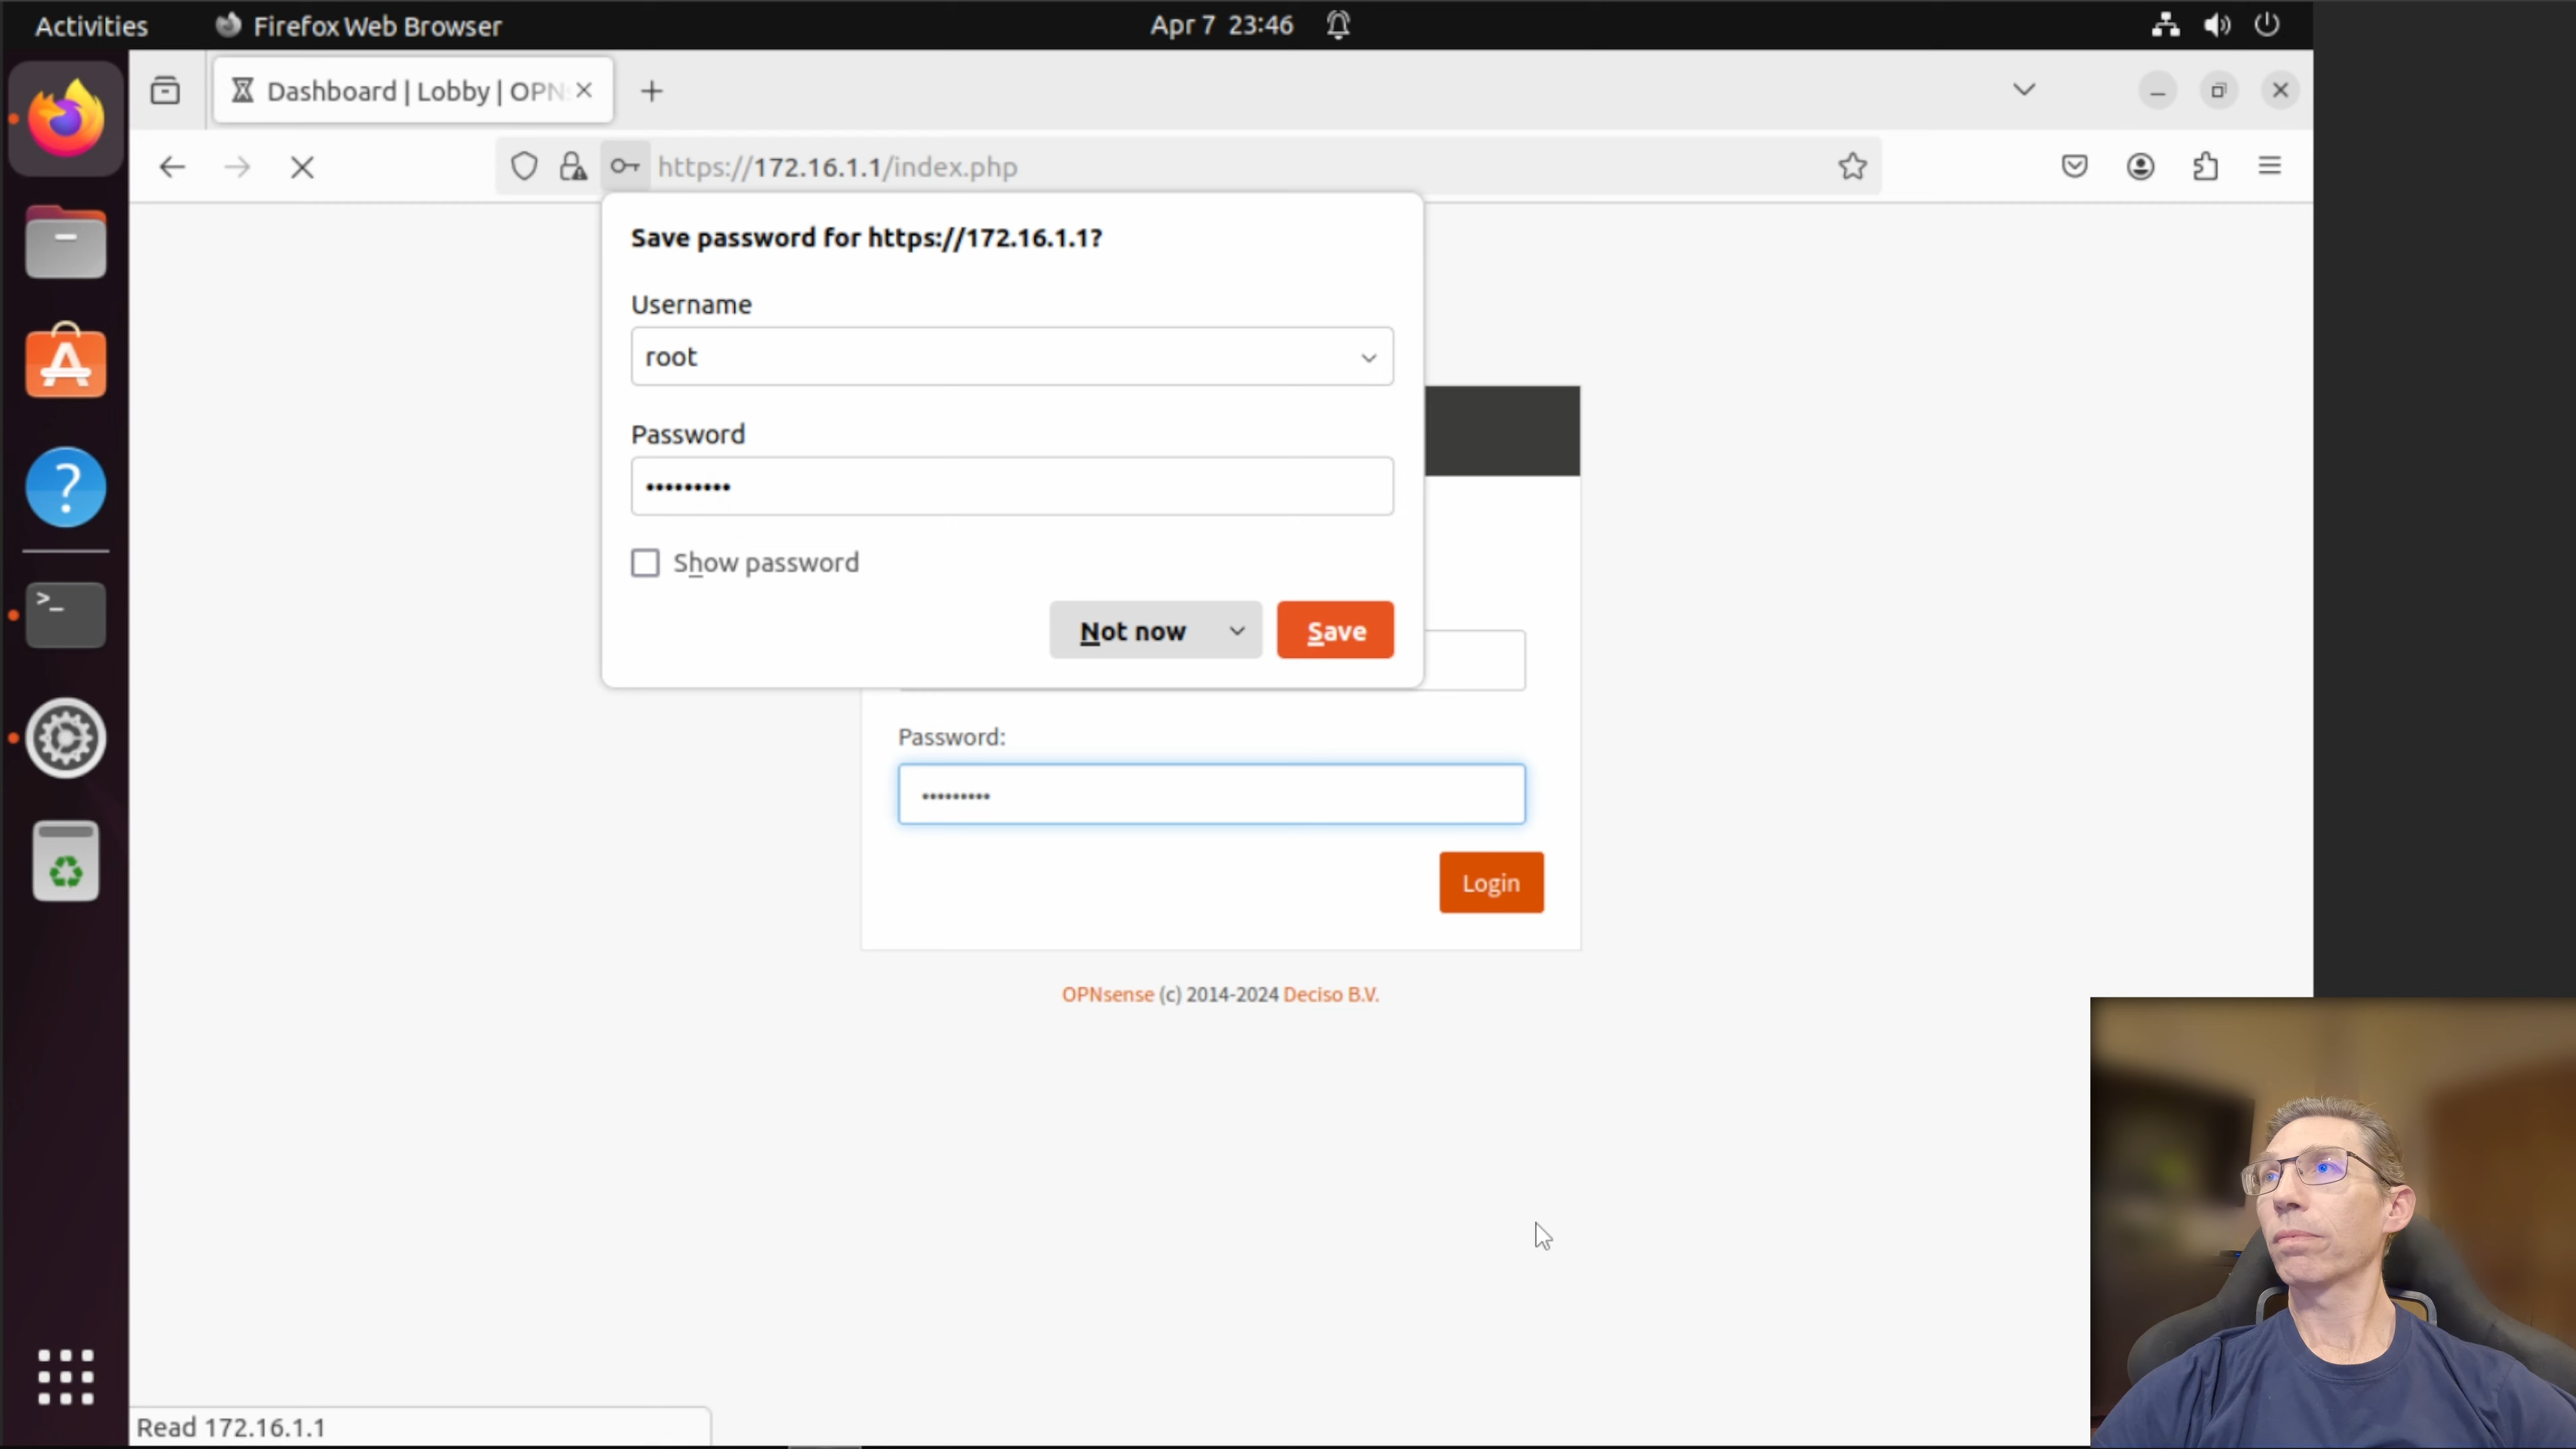 Activities
Firefox Web Browser
Apr 7 23:46
Dashboard | Lobby | OPN
https://172.16.1.1/index.php
Save password for https://172.16.1.1?
Username
root
Password
•••••••••
Show password
Not now
Save
Password:
•••••••••
Login
OPNsense (c) 2014-2024 Deciso B.V.
Read 172.16.1.1